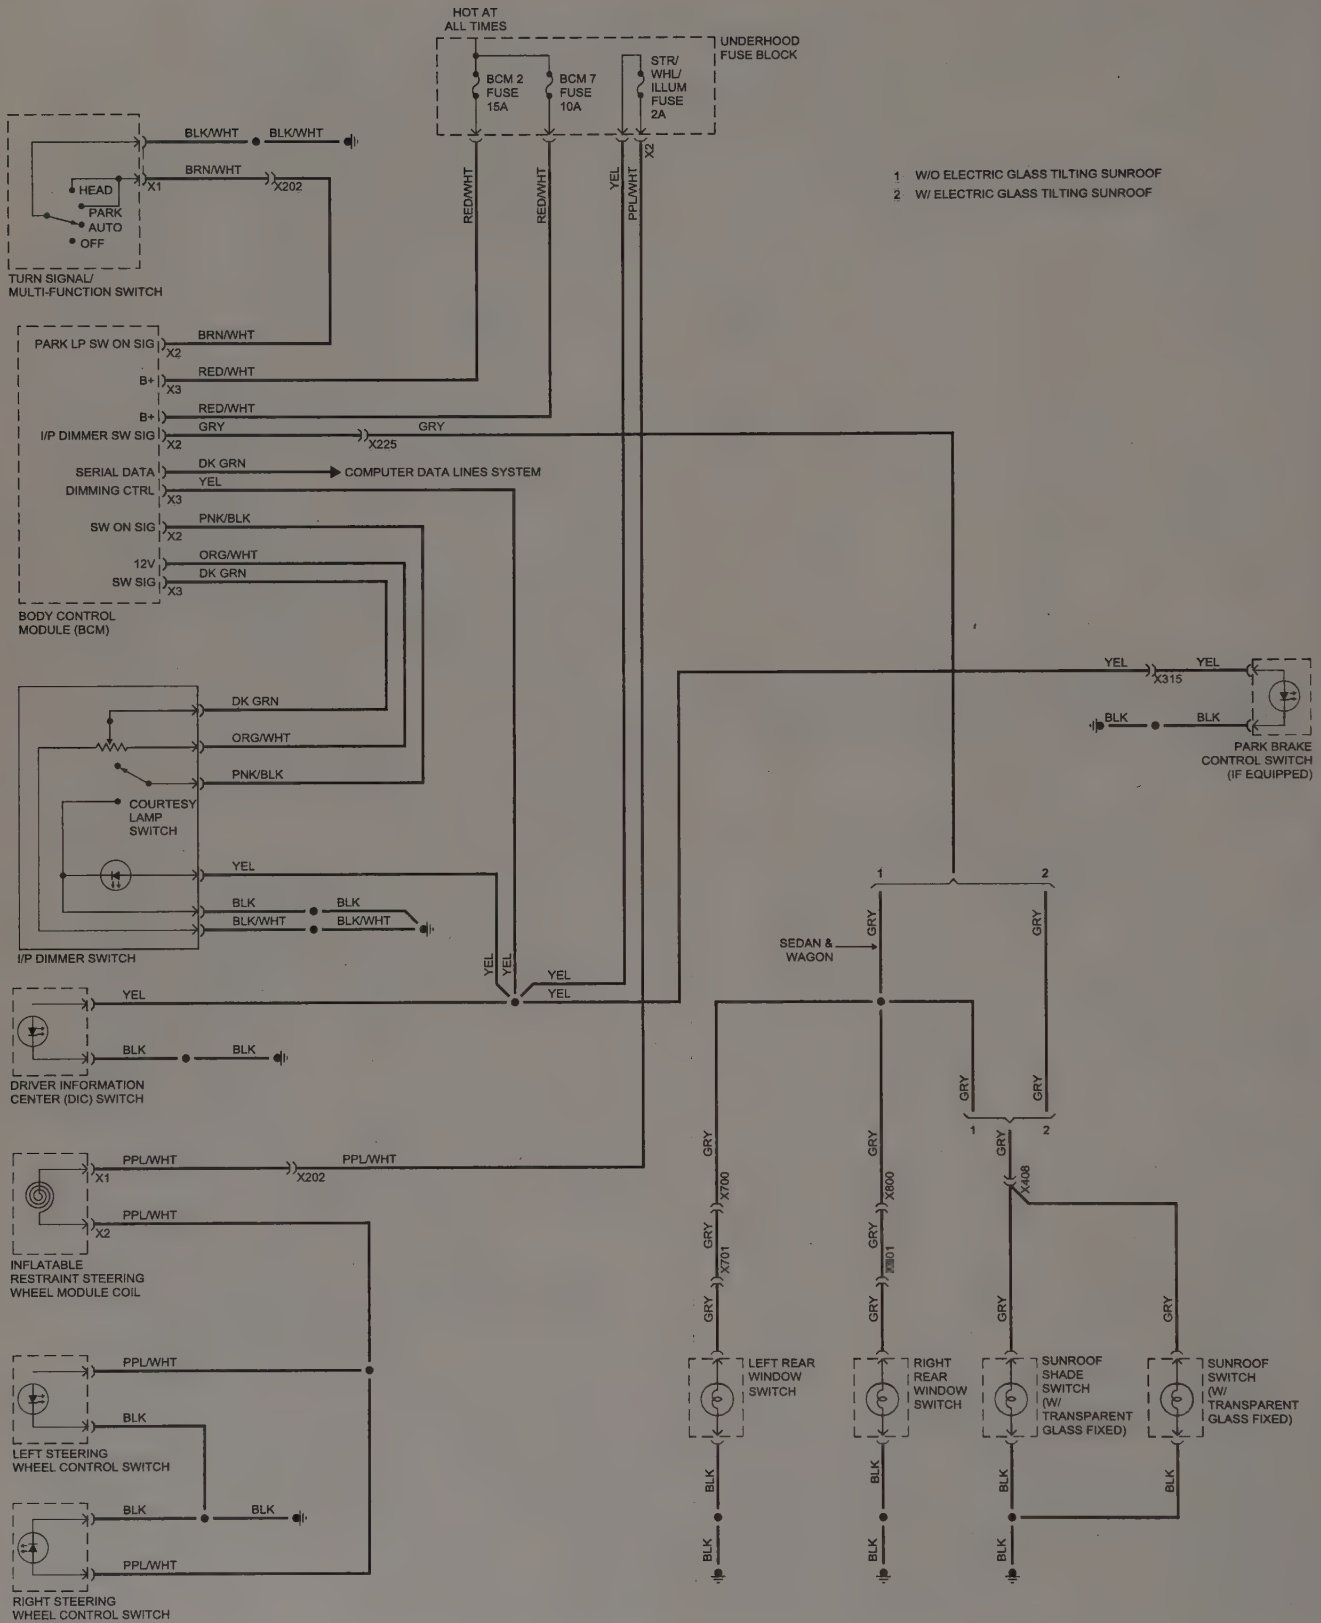 HOT AT
ALL TIMES
UNDERHOOD
FUSE BLOCK
BCM 2
FUSE
15A
BCM 7
FUSE
10A
STR/
WHL/
ILLUM
FUSE
2A
X2
RED/WHT
RED/WHT
YEL
PPL/WHT
1 W/O ELECTRIC GLASS TILTING SUNROOF
2 W/ ELECTRIC GLASS TILTING SUNROOF
BLK/WHT
BLK/WHT
BRN/WHT
X1
X202
HEAD
PARK
AUTO
OFF
TURN SIGNAL/
MULTI-FUNCTION SWITCH
PARK LP SW ON SIG
X2
BRN/WHT
B+
X3
RED/WHT
B+
RED/WHT
I/P DIMMER SW SIG
X2
GRY
X225
GRY
SERIAL DATA
DK GRN
COMPUTER DATA LINES SYSTEM
DIMMING CTRL
X3
YEL
SW ON SIG
X2
PNK/BLK
12V
ORG/WHT
SW SIG
X3
DK GRN
BODY CONTROL
MODULE (BCM)
DK GRN
ORG/WHT
PNK/BLK
COURTESY
LAMP
SWITCH
YEL
BLK
BLK
BLK/WHT
BLK/WHT
I/P DIMMER SWITCH
YEL
YEL
YEL
YEL
YEL
X315
YEL
BLK
BLK
PARK BRAKE
CONTROL SWITCH
(IF EQUIPPED)
1
2
GRY
GRY
SEDAN &
WAGON
YEL
BLK
BLK
DRIVER INFORMATION
CENTER (DIC) SWITCH
GRY
GRY
1
2
PPL/WHT
X1
X202
PPL/WHT
PPL/WHT
X2
INFLATABLE
RESTRAINT STEERING
WHEEL MODULE COIL
GRY
X700
GRY
X701
GRY
GRY
X800
GRY
GRY
GRY
X408
GRY
GRY
PPL/WHT
BLK
LEFT STEERING
WHEEL CONTROL SWITCH
LEFT REAR
WINDOW
SWITCH
RIGHT
REAR
WINDOW
SWITCH
SUNROOF
SHADE
SWITCH
(W/
TRANSPARENT
GLASS FIXED)
SUNROOF
SWITCH
(W/
TRANSPARENT
GLASS FIXED)
BLK
BLK
BLK
BLK
BLK
BLK
PPL/WHT
RIGHT STEERING
WHEEL CONTROL SWITCH
BLK
BLK
BLK